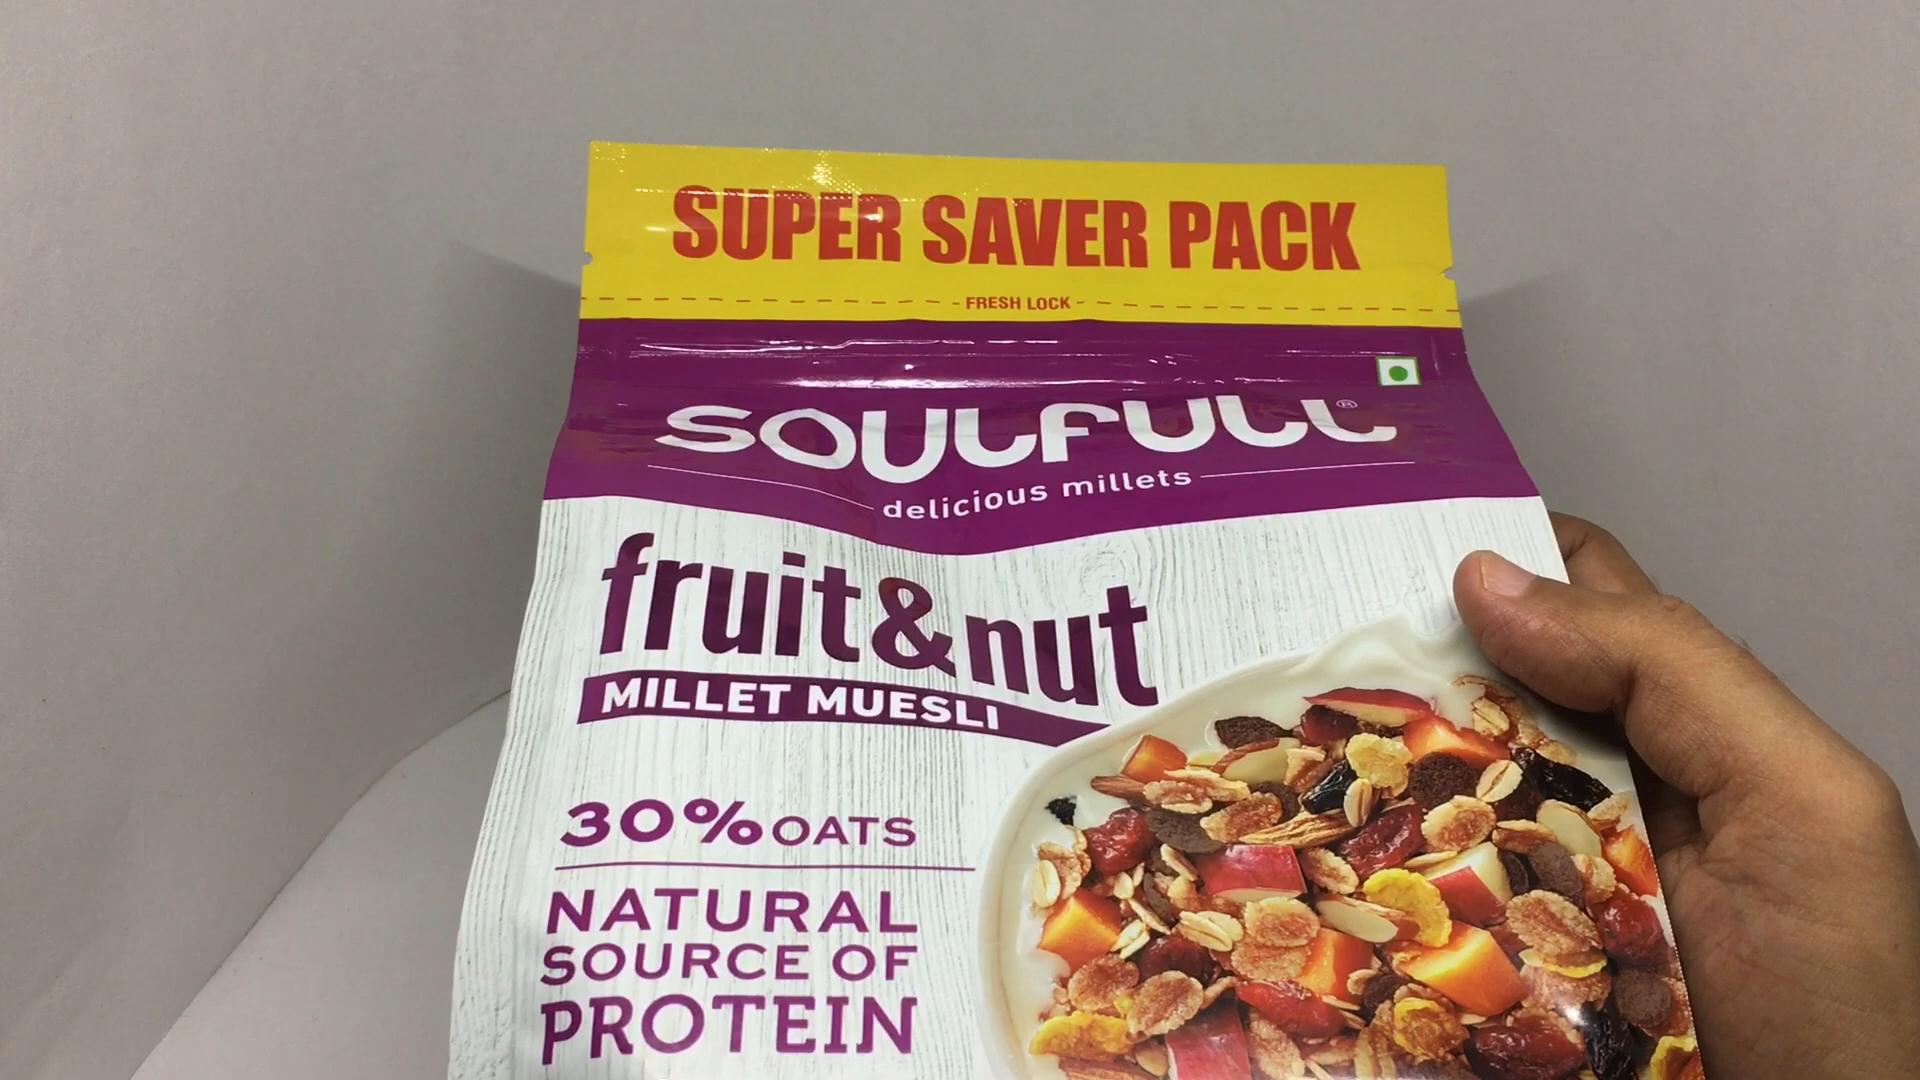 SUPER SAVER PACK
FRESH LOCK
SOULFULL®
delicious millets
fruit&nut
MILLET MUESLI
30% OATS
NATURAL
SOURCE OF
PROTEIN